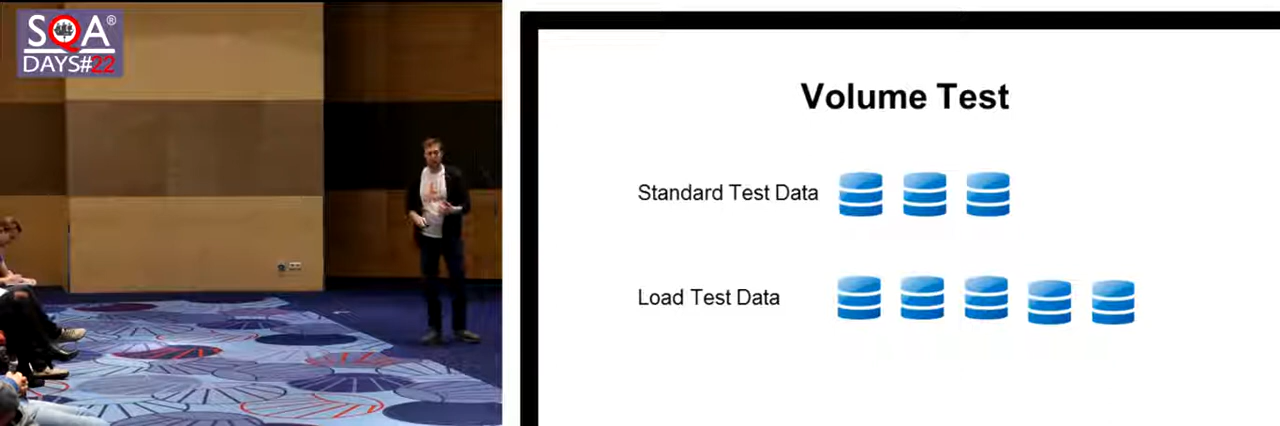 SQA®
DAYS#22
Volume Test
Standard Test Data
Load Test Data